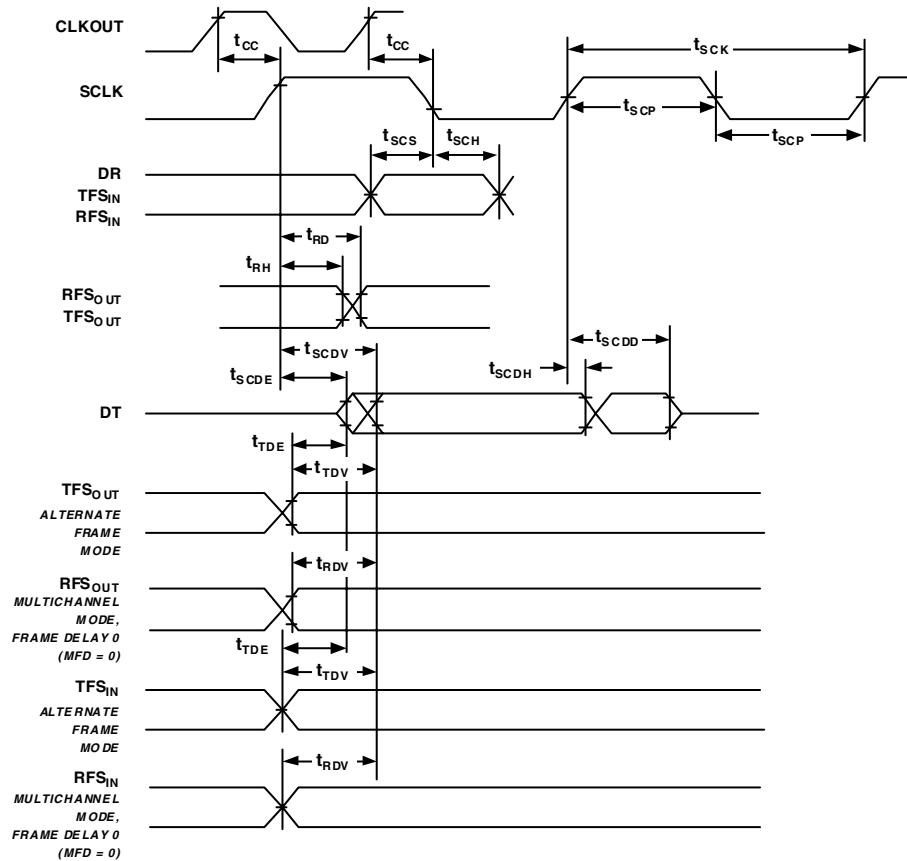 CLKOUT
tCC
tCC
tSCK
SCLK
tSCP
tSCP
tSCS
tSCH
DR
TFSIN
RFSIN
tRD
tRH
RFSOUT
TFSOUT
tSCDV
tSCDD
tSCDE
tSCDH
DT
tTDE
tTDV
TFSOUT
ALTERNATE
FRAME
MODE
tRDV
RFSOUT
MULTICHANNEL
MODE,
FRAME DELAY 0
(MFD = 0)
tTDE
tTDV
TFSIN
ALTERNATE
FRAME
MODE
tRDV
RFSIN
MULTICHANNEL
MODE,
FRAME DELAY 0
(MFD = 0)